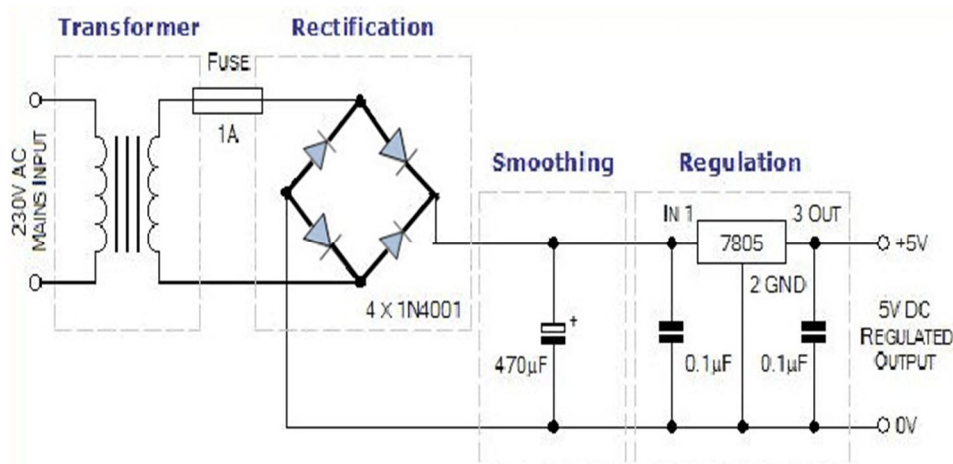 Transformer
Rectification
FUSE
1A
230V AC
MAINS INPUT
4 X 1N4001
Smoothing
Regulation
IN 1
7805
3 OUT
2 GND
+5V
+
470µF
0.1µF
0.1µF
5V DC
REGULATED
OUTPUT
0V